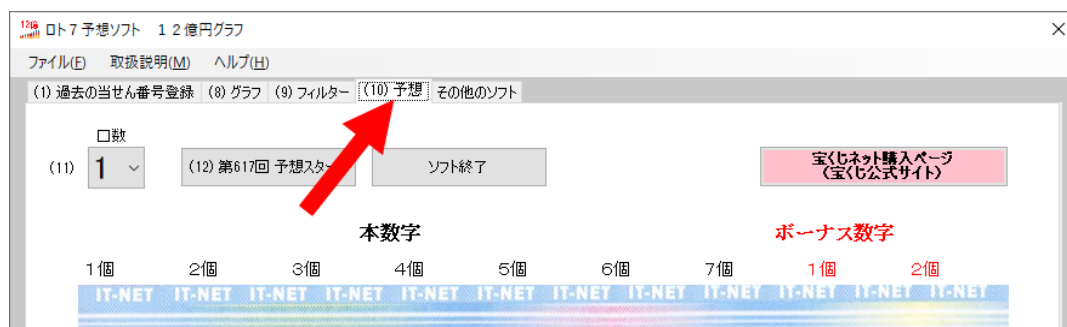 12億 ロト7予想ソフト　１２億円グラフ
ファイル(F)　取扱説明(M)　ヘルプ(H)
(1) 過去の当せん番号登録　(8) グラフ　(9) フィルター　(10) 予想　その他のソフト
口数
(11)　1　(12) 第617回 予想スター　ソフト終了　宝くじネット購入ページ
（宝くじ公式サイト）
本数字　ボーナス数字
1個　2個　3個　4個　5個　6個　7個　1個　2個
IT-NET IT-NET IT-NET IT-NET IT-NET IT-NET IT-NET IT-NET IT-NET IT-NET IT-NET IT-NET